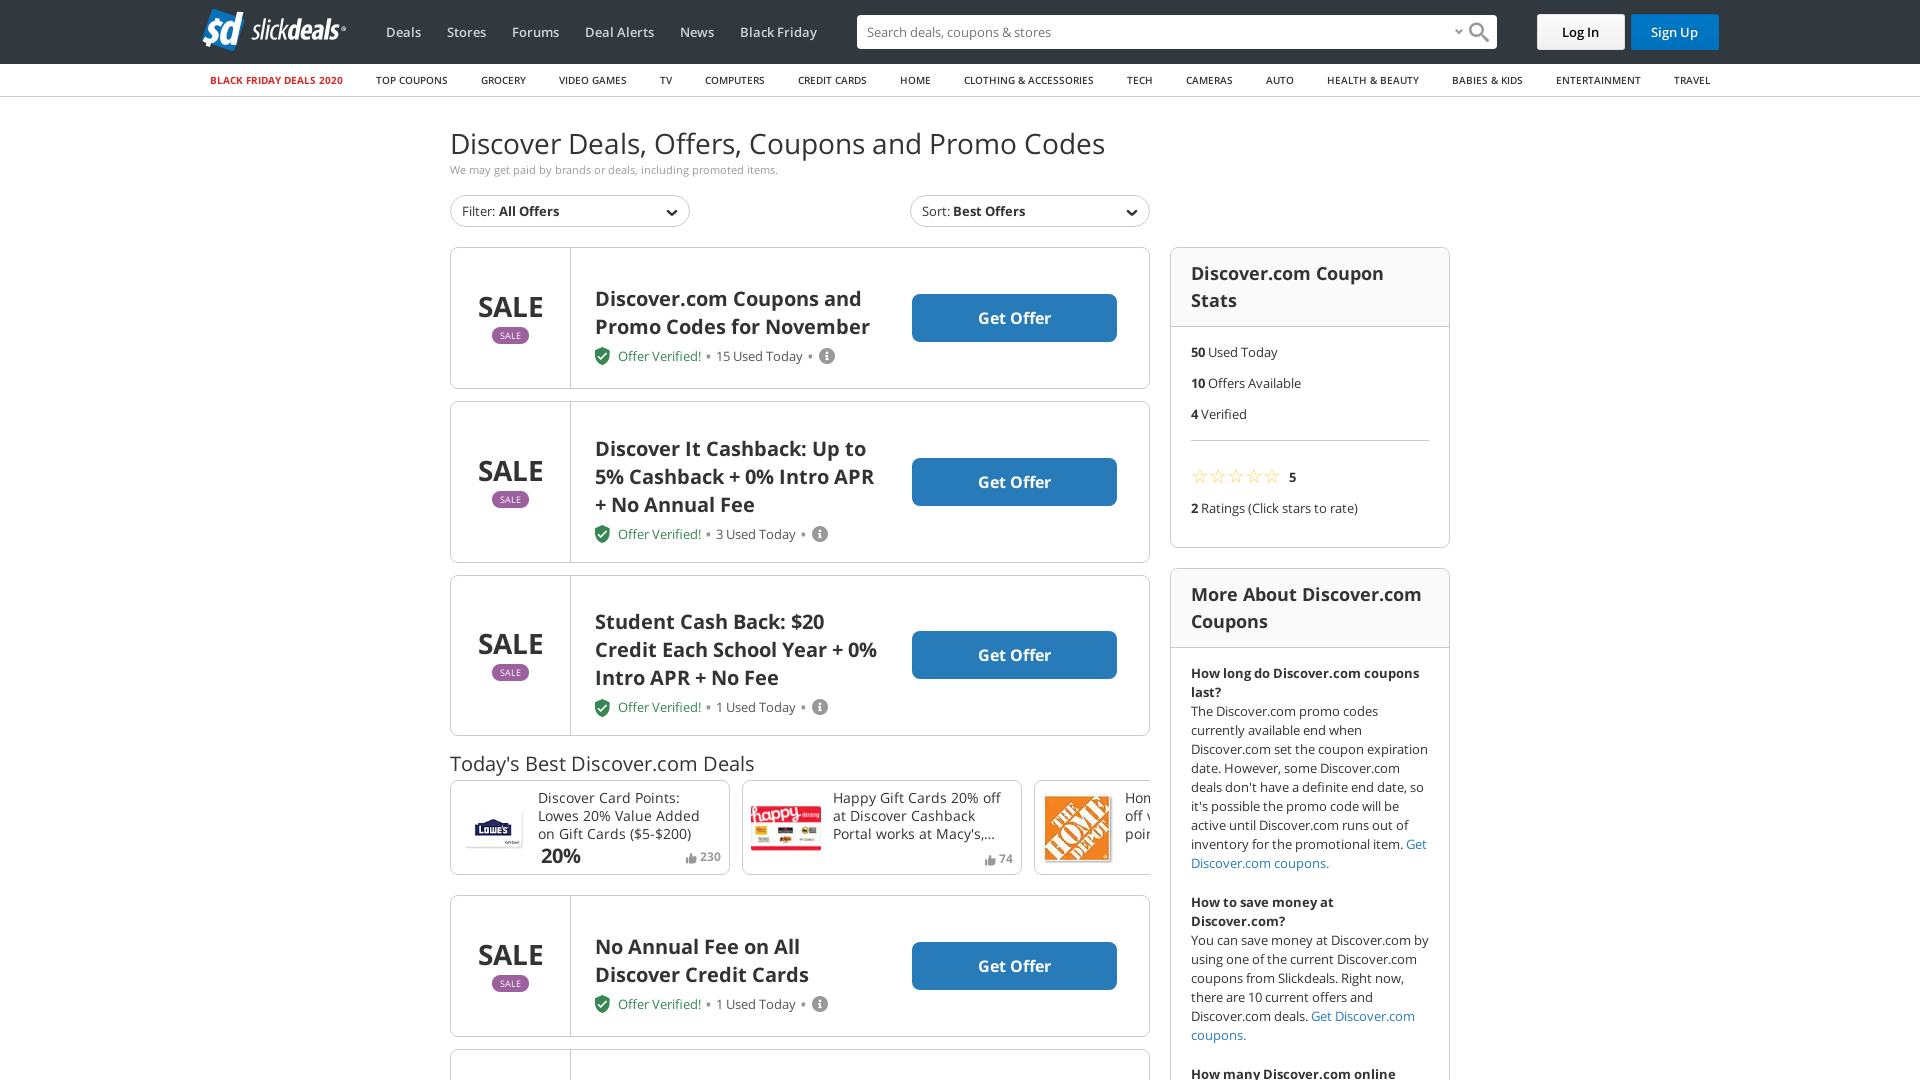 sd slickdeals
Deals Stores Forums Deal Alerts News Black Friday
Search deals, coupons & stores
Log In
Sign Up
BLACK FRIDAY DEALS 2020 TOP COUPONS GROCERY VIDEO GAMES TV COMPUTERS CREDIT CARDS HOME CLOTHING & ACCESSORIES TECH CAMERAS AUTO HEALTH & BEAUTY BABIES & KIDS ENTERTAINMENT TRAVEL
Discover Deals, Offers, Coupons and Promo Codes
We may get paid by brands or deals, including promoted items.
Filter: All Offers
Sort: Best Offers
SALE
SALE
Discover.com Coupons and
Promo Codes for November
Offer Verified! • 15 Used Today •
Get Offer
SALE
SALE
Discover It Cashback: Up to
5% Cashback + 0% Intro APR
+ No Annual Fee
Offer Verified! • 3 Used Today •
Get Offer
SALE
SALE
Student Cash Back: $20
Credit Each School Year + 0%
Intro APR + No Fee
Offer Verified! • 1 Used Today •
Get Offer
Today's Best Discover.com Deals
LOWE'S
Discover Card Points:
Lowes 20% Value Added
on Gift Cards ($5-$200)
20%
230
happy dining
Happy Gift Cards 20% off
at Discover Cashback
Portal works at Macy's,...
74
THE HOME DEPOT
Hon
off v
poir
SALE
SALE
No Annual Fee on All
Discover Credit Cards
Offer Verified! • 1 Used Today •
Get Offer
Discover.com Coupon
Stats
50 Used Today
10 Offers Available
4 Verified
5
2 Ratings (Click stars to rate)
More About Discover.com
Coupons
How long do Discover.com coupons
last?
The Discover.com promo codes
currently available end when
Discover.com set the coupon expiration
date. However, some Discover.com
deals don't have a definite end date, so
it's possible the promo code will be
active until Discover.com runs out of
inventory for the promotional item. Get
Discover.com coupons.
How to save money at
Discover.com?
You can save money at Discover.com by
using one of the current Discover.com
coupons from Slickdeals. Right now,
there are 10 current offers and
Discover.com deals. Get Discover.com
coupons.
How many Discover.com online